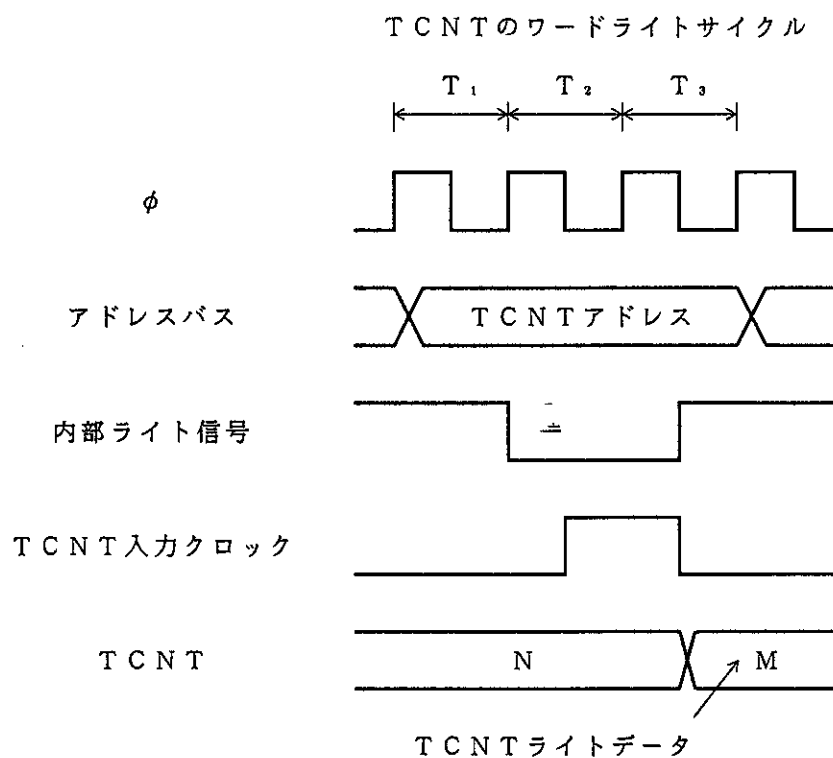 TCNTのワードライトサイクル
T₁ T₂ T₃
φ
アドレスバス TCNTアドレス
内部ライト信号
TCNT入力クロック
TCNT N M
TCNTライトデータ